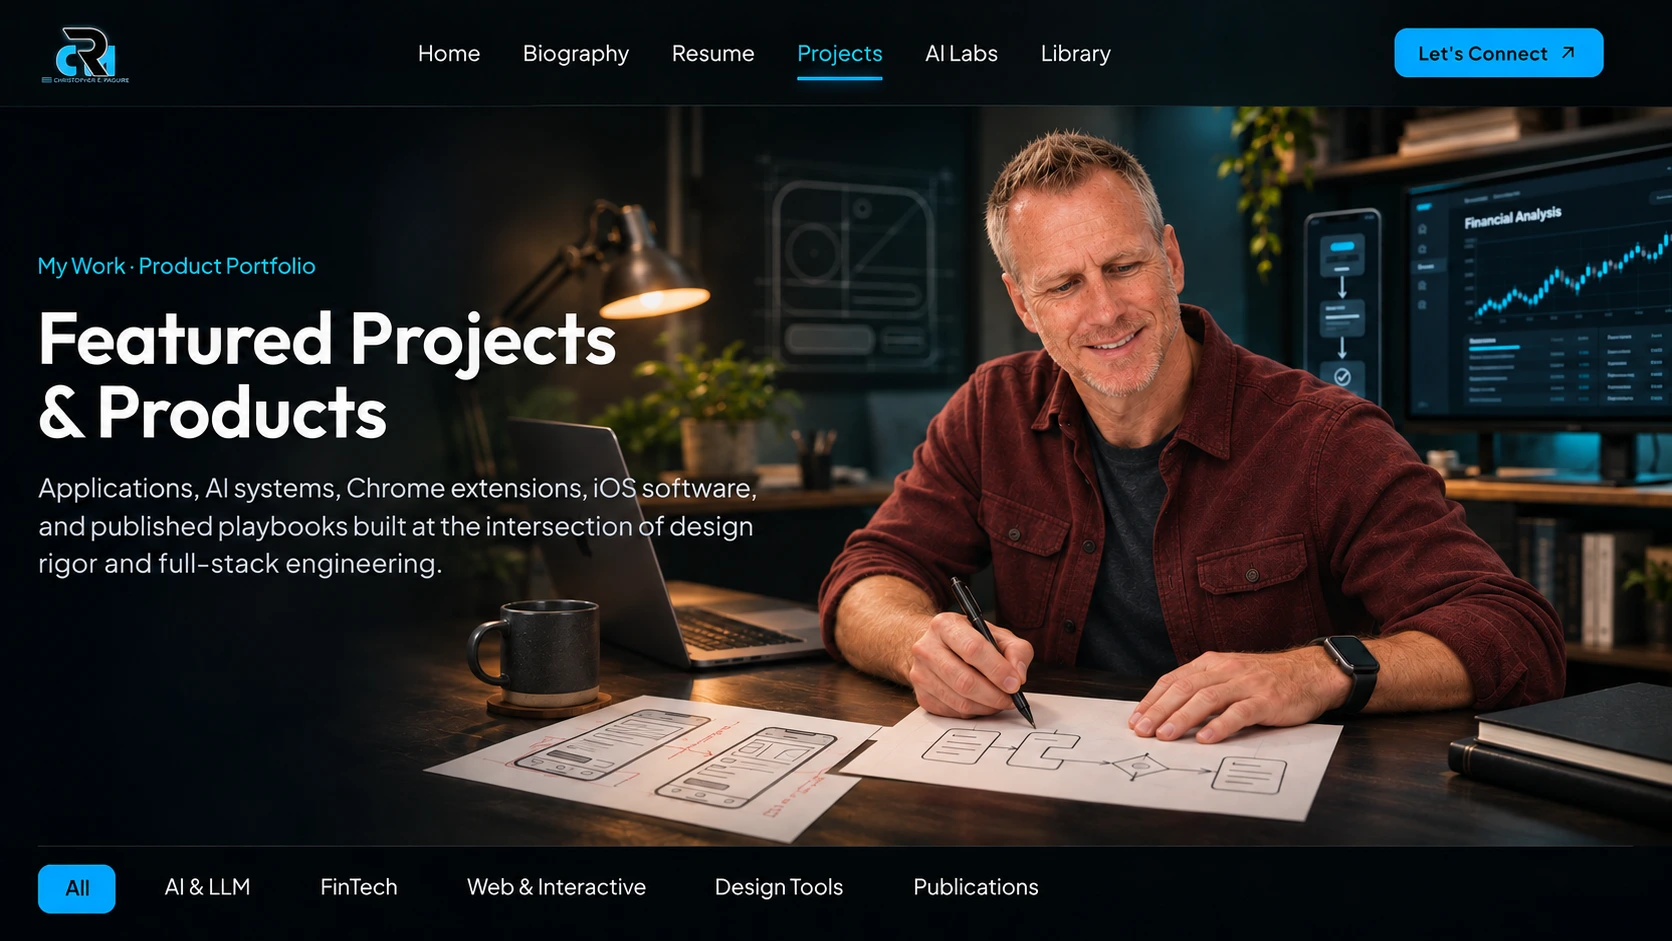 CHRISTOPHER E. MAGUIRE
Home
Biography
Resume
Projects
AI Labs
Library
Let's Connect
My Work · Product Portfolio
Featured Projects
& Products
Applications, AI systems, Chrome extensions, iOS software,
and published playbooks built at the intersection of design
rigor and full-stack engineering.
Financial Analysis
All
AI & LLM
FinTech
Web & Interactive
Design Tools
Publications